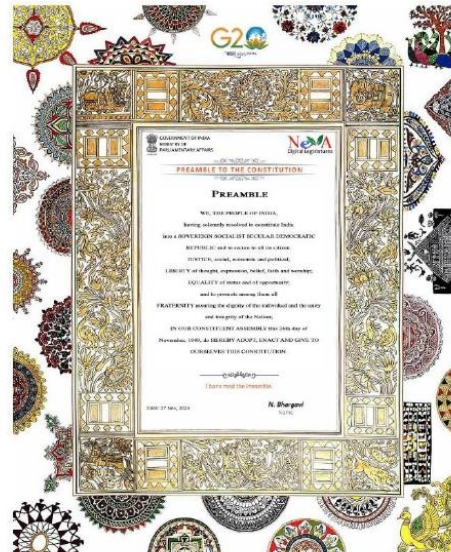 G20
GOVERNMENT OF INDIA
MINISTRY OF
PARLIAMENTARY AFFAIRS
NeVA
Digital Legislatures
PREAMBLE TO THE CONSTITUTION
PREAMBLE
WE, THE PEOPLE OF INDIA,
having solemnly resolved to constitute India
into a SOVEREIGN SOCIALIST SECULAR DEMOCRATIC
REPUBLIC and to secure to all its citizens
JUSTICE, social, economic and political;
LIBERTY of thought, expression, belief, faith and worship;
EQUALITY of status and of opportunity;
and to promote among them all
FRATERNITY assuring the dignity of the individual and the unity
and integrity of the Nation;
IN OUR CONSTITUENT ASSEMBLY this 26th day of
November, 1949, do HEREBY ADOPT, ENACT AND GIVE TO
OURSELVES THIS CONSTITUTION
I have read the Preamble.
DATE: 27 Nov, 2024
N. Bhargavi
NAME